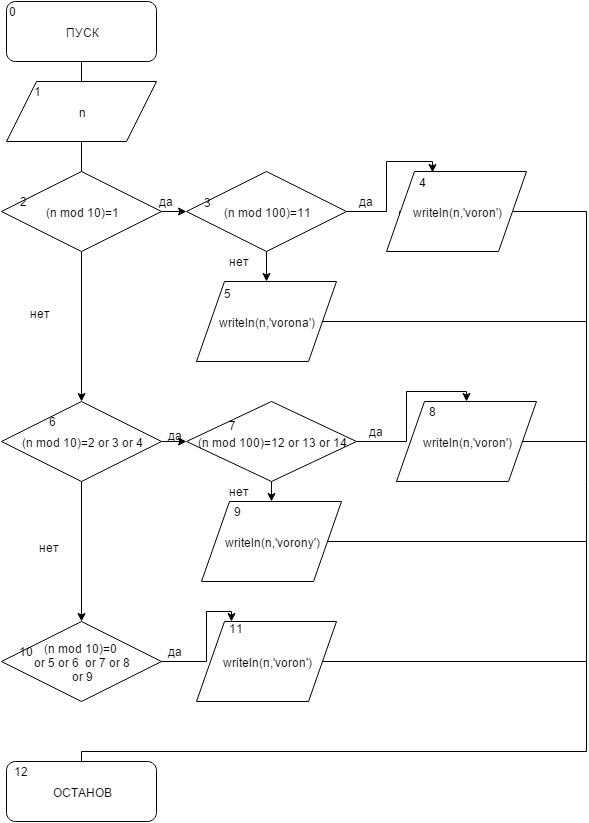 0
ПУСК
1
n
2
(n mod 10)=1
да
3
(n mod 100)=11
да
4
writeln(n,'voron')
нет
5
writeln(n,'vorona')
нет
6
(n mod 10)=2 or 3 or 4
да
7
(n mod 100)=12 or 13 or 14
да
8
writeln(n,'voron')
нет
9
writeln(n,'vorony')
нет
10
(n mod 10)=0
or 5 or 6 or 7 or 8
or 9
да
11
writeln(n,'voron')
12
ОСТАНОВ